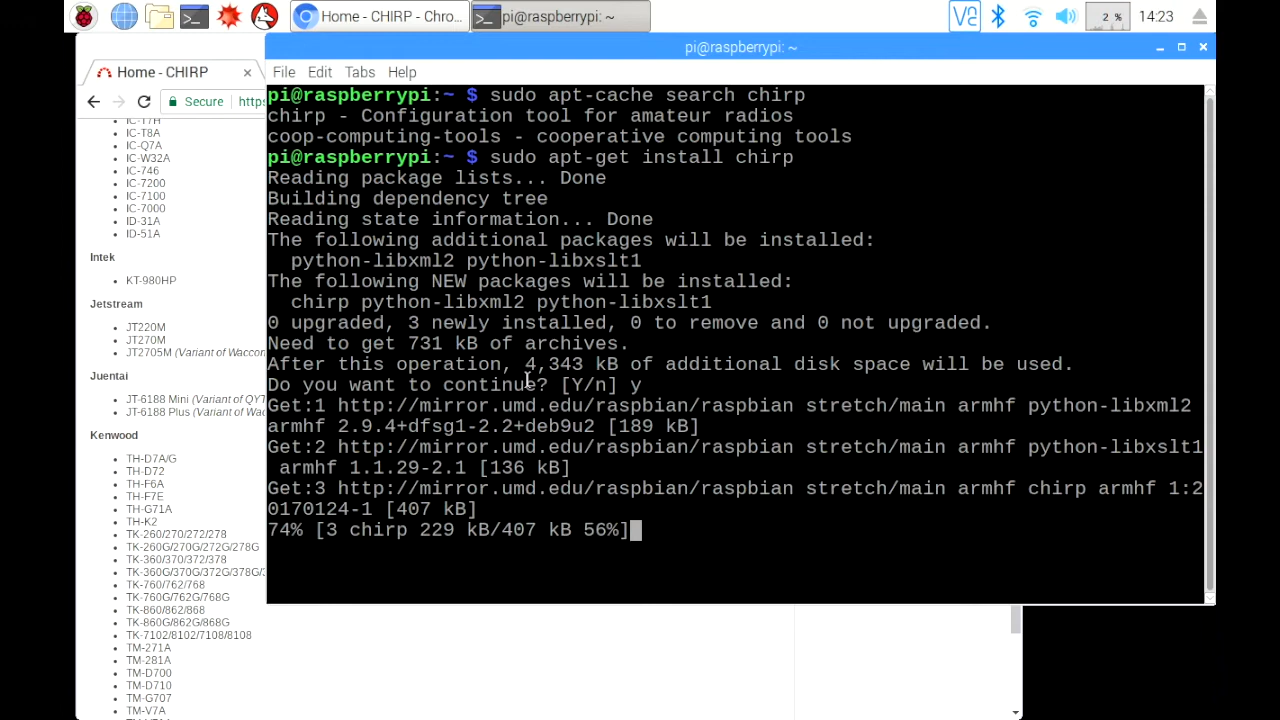 Home - CHIRP - Chro...
pi@raspberrypi: ~
2 %
14:23
pi@raspberrypi: ~
Home - CHIRP
File Edit Tabs Help
Secure
https
IC-T7H
IC-T8A
IC-Q7A
IC-W32A
IC-746
IC-7200
IC-7100
IC-7000
ID-31A
ID-51A
Intek
KT-980HP
Jetstream
JT220M
JT270M
JT2705M (Variant of Waccom
Juentai
JT-6188 Mini (Variant of QYT
JT-6188 Plus (Variant of Wac
Kenwood
TH-D7A/G
TH-D72
TH-F6A
TH-F7E
TH-G71A
TH-K2
TK-260/270/272/278
TK-260G/270G/272G/278G
TK-360/370/372/378
TK-360G/370G/372G/378G/3
TK-760/762/768
TK-760G/762G/768G
TK-860/862/868
TK-860G/862G/868G
TK-7102/8102/7108/8108
TM-271A
TM-281A
TM-D700
TM-D710
TM-G707
TM-V7A
pi@raspberrypi:~ $ sudo apt-cache search chirp
chirp - Configuration tool for amateur radios
coop-computing-tools - cooperative computing tools
pi@raspberrypi:~ $ sudo apt-get install chirp
Reading package lists... Done
Building dependency tree
Reading state information... Done
The following additional packages will be installed:
python-libxml2 python-libxslt1
The following NEW packages will be installed:
chirp python-libxml2 python-libxslt1
0 upgraded, 3 newly installed, 0 to remove and 0 not upgraded.
Need to get 731 kB of archives.
After this operation, 4,343 kB of additional disk space will be used.
Do you want to continue? [Y/n] y
Get:1 http://mirror.umd.edu/raspbian/raspbian stretch/main armhf python-libxml2
armhf 2.9.4+dfsg1-2.2+deb9u2 [189 kB]
Get:2 http://mirror.umd.edu/raspbian/raspbian stretch/main armhf python-libxslt1
armhf 1.1.29-2.1 [136 kB]
Get:3 http://mirror.umd.edu/raspbian/raspbian stretch/main armhf chirp armhf 1:2
0170124-1 [407 kB]
74% [3 chirp 229 kB/407 kB 56%]